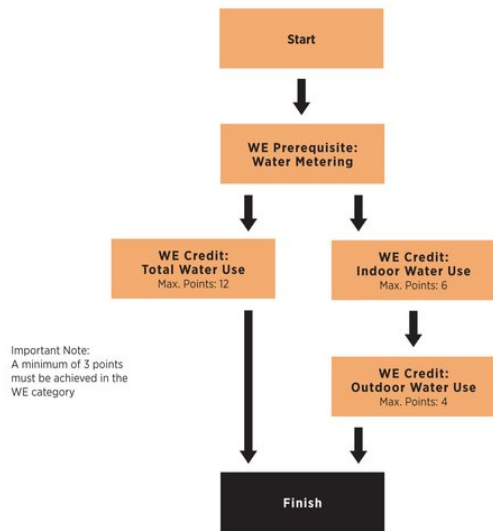 Start
WE Prerequisite:
Water Metering
WE Credit:
Total Water Use
Max. Points: 12
WE Credit:
Indoor Water Use
Max. Points: 6
Important Note:
A minimum of 3 points
must be achieved in the
WE category
WE Credit:
Outdoor Water Use
Max. Points: 4
Finish